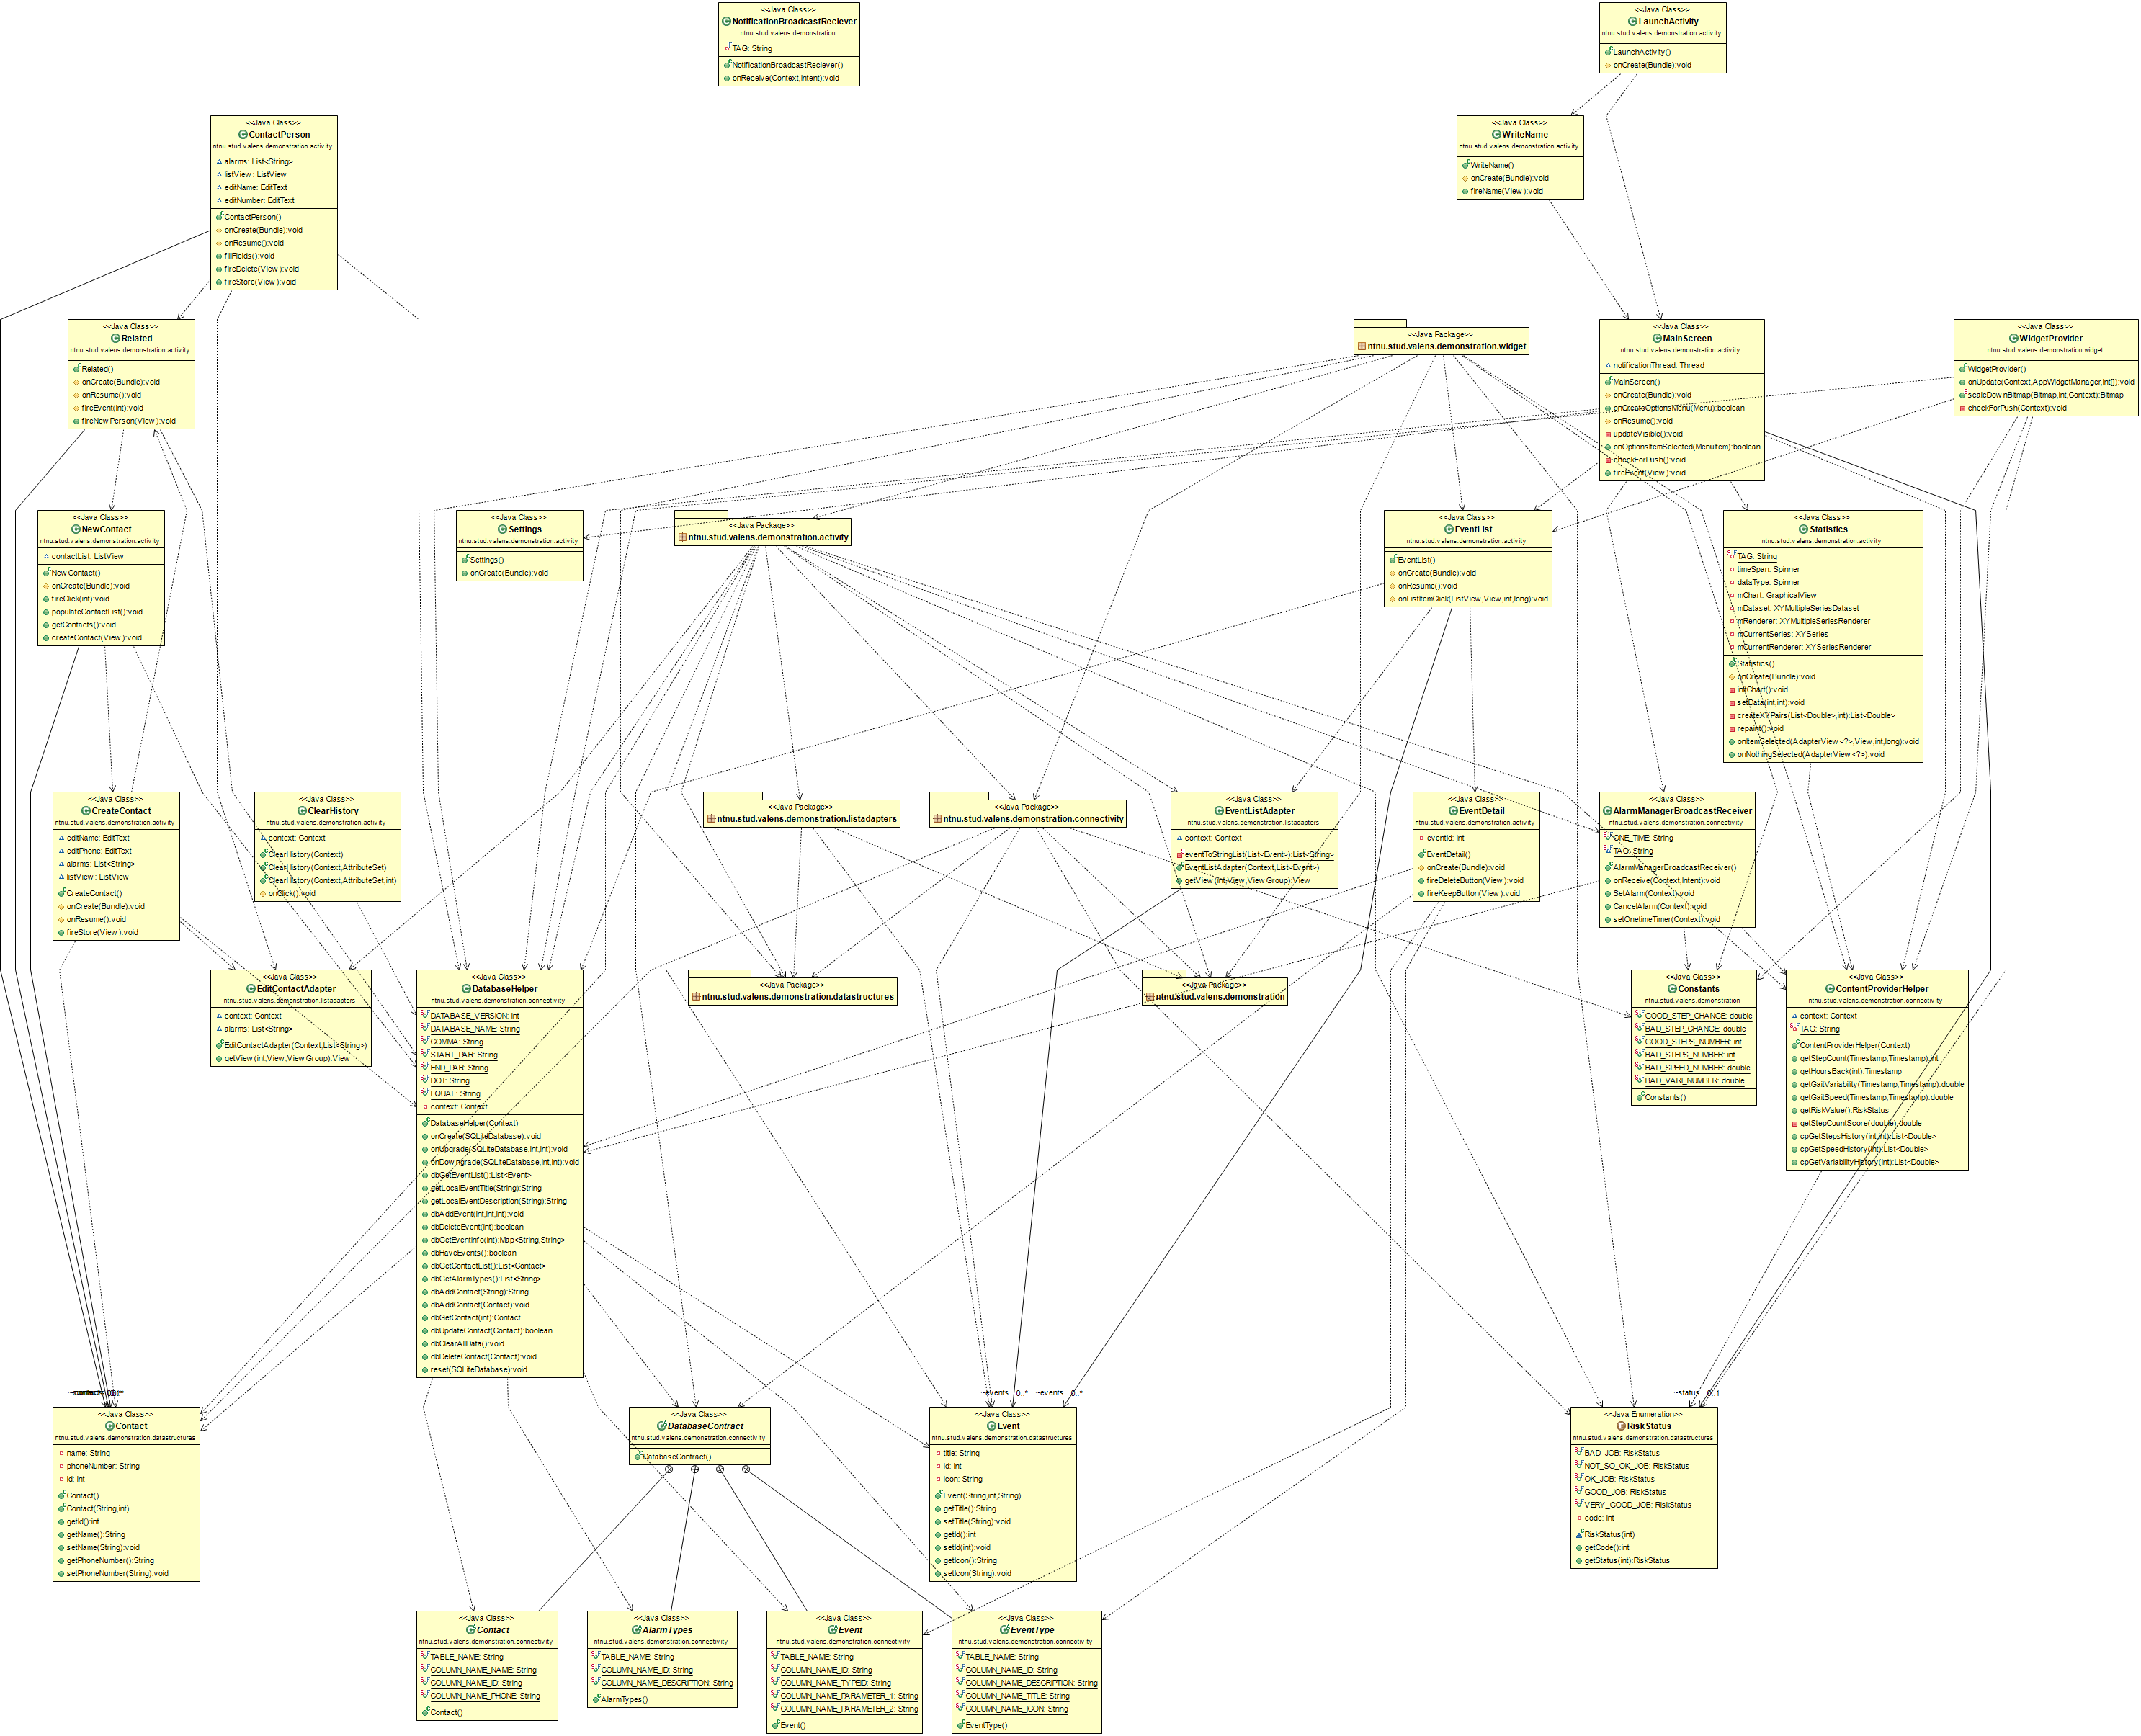 <<Java Class>>
NotificationBroadcastReciever
ntnu.stud.valens.demonstration
TAG: String
NotificationBroadcastReciever()
onReceive(Context,Intent):void
<<Java Class>>
LaunchActivity
ntnu.stud.valens.demonstration.activity
LaunchActivity()
onCreate(Bundle):void
<<Java Class>>
ContactPerson
ntnu.stud.valens.demonstration.activity
alarms: List<String>
listView: ListView
editName: EditText
editNumber: EditText
ContactPerson()
onCreate(Bundle):void
onResume():void
fillFields():void
fireDelete(View):void
fireStore(View):void
<<Java Class>>
WriteName
ntnu.stud.valens.demonstration.activity
WriteName()
onCreate(Bundle):void
fireName(View):void
<<Java Class>>
Related
ntnu.stud.valens.demonstration.activity
Related()
onCreate(Bundle):void
onResume():void
fireEvent(int):void
fireNewPerson(View):void
<<Java Package>>
ntnu.stud.valens.demonstration.widget
<<Java Class>>
MainScreen
ntnu.stud.valens.demonstration.activity
notificationThread: Thread
MainScreen()
onCreate(Bundle):void
onCreateOptionsMenu(Menu):boolean
onResume():void
updateVisible():void
onOptionsItemSelected(MenuItem):boolean
checkForPush():void
fireEvent(View):void
<<Java Class>>
WidgetProvider
ntnu.stud.valens.demonstration.widget
WidgetProvider()
onUpdate(Context,AppWidgetManager,int[]):void
scaleDownBitmap(Bitmap,int,Context):Bitmap
checkForPush(Context):void
<<Java Class>>
NewContact
ntnu.stud.valens.demonstration.activity
contactList: ListView
NewContact()
onCreate(Bundle):void
fireClick(int):void
populateContactList():void
getContacts():void
createContact(View):void
<<Java Class>>
Settings
ntnu.stud.valens.demonstration.activity
Settings()
onCreate(Bundle):void
<<Java Package>>
ntnu.stud.valens.demonstration.activity
<<Java Class>>
EventList
ntnu.stud.valens.demonstration.activity
EventList()
onCreate(Bundle):void
onResume():void
onListItemClick(ListView,View,int,long):void
<<Java Class>>
Statistics
ntnu.stud.valens.demonstration.activity
TAG: String
timeSpan: Spinner
dataType: Spinner
mChart: GraphicalView
mDataset: XYMultipleSeriesDataset
mRenderer: XYMultipleSeriesRenderer
mCurrentSeries: XYSeries
mCurrentRenderer: XYSeriesRenderer
Statistics()
onCreate(Bundle):void
initChart():void
setData(int,int):void
createXYPairs(List<Double>,int):List<Double>
repaint():void
onItemSelected(AdapterView<?>,View,int,long):void
onNothingSelected(AdapterView<?>):void
<<Java Class>>
CreateContact
ntnu.stud.valens.demonstration.activity
editName: EditText
editPhone: EditText
alarms: List<String>
listView: ListView
CreateContact()
onCreate(Bundle):void
onResume():void
fireStore(View):void
<<Java Class>>
ClearHistory
ntnu.stud.valens.demonstration.activity
context: Context
ClearHistory(Context)
ClearHistory(Context,AttributeSet)
ClearHistory(Context,AttributeSet,int)
onClick():void
<<Java Package>>
ntnu.stud.valens.demonstration.listadapters
<<Java Package>>
ntnu.stud.valens.demonstration.connectivity
<<Java Class>>
EventListAdapter
ntnu.stud.valens.demonstration.listadapters
context: Context
eventToStringList(List<Event>):List<String>
EventListAdapter(Context,List<Event>)
getView(int,View,ViewGroup):View
<<Java Class>>
EventDetail
ntnu.stud.valens.demonstration.activity
eventId: int
EventDetail()
onCreate(Bundle):void
fireDeleteButton(View):void
fireKeepButton(View):void
<<Java Class>>
AlarmManagerBroadcastReceiver
ntnu.stud.valens.demonstration.connectivity
ONE_TIME: String
TAG: String
AlarmManagerBroadcastReceiver()
onReceive(Context,Intent):void
SetAlarm(Context):void
CancelAlarm(Context):void
setOnetimeTimer(Context):void
<<Java Class>>
EditContactAdapter
ntnu.stud.valens.demonstration.listadapters
context: Context
alarms: List<String>
EditContactAdapter(Context,List<String>)
getView(int,View,ViewGroup):View
<<Java Class>>
DatabaseHelper
ntnu.stud.valens.demonstration.connectivity
DATABASE_VERSION: int
DATABASE_NAME: String
COMMA: String
START_PAR: String
END_PAR: String
DOT: String
EQUAL: String
context: Context
DatabaseHelper(Context)
onCreate(SQLiteDatabase):void
onUpgrade(SQLiteDatabase,int,int):void
onDowngrade(SQLiteDatabase,int,int):void
dbGetEventList():List<Event>
getLocalEventTitle(String):String
getLocalEventDescription(String):String
dbAddEvent(int,int,int):void
dbDeleteEvent(int):boolean
dbGetEventInfo(int):Map<String,String>
dbHaveEvents():boolean
dbGetContactList():List<Contact>
dbGetAlarmTypes():List<String>
dbAddContact(String):String
dbAddContact(Contact):void
dbGetContact(int):Contact
dbUpdateContact(Contact):boolean
dbClearAllData():void
dbDeleteContact(Contact):void
reset(SQLiteDatabase):void
<<Java Package>>
ntnu.stud.valens.demonstration.datastructures
<<Java Package>>
ntnu.stud.valens.demonstration
<<Java Class>>
Constants
ntnu.stud.valens.demonstration
GOOD_STEP_CHANGE: double
BAD_STEP_CHANGE: double
GOOD_STEPS_NUMBER: int
BAD_STEPS_NUMBER: int
BAD_SPEED_NUMBER: double
BAD_VARI_NUMBER: double
Constants()
<<Java Class>>
ContentProviderHelper
ntnu.stud.valens.demonstration.connectivity
context: Context
TAG: String
ContentProviderHelper(Context)
getStepCount(Timestamp,Timestamp):int
getHoursBack(int):Timestamp
getGaitVariability(Timestamp,Timestamp):double
getGaitSpeed(Timestamp,Timestamp):double
getRiskValue():RiskStatus
getStepCountScore(double):double
cpGetStepsHistory(int,int):List<Double>
cpGetSpeedHistory(int):List<Double>
cpGetVariabilityHistory(int):List<Double>
~events 0..* ~events 0..*
~status 0..1
<<Java Class>>
Contact
ntnu.stud.valens.demonstration.datastructures
name: String
phoneNumber: String
id: int
Contact()
Contact(String,int)
getId():int
getName():String
setName(String):void
getPhoneNumber():String
setPhoneNumber(String):void
<<Java Class>>
DatabaseContract
ntnu.stud.valens.demonstration.connectivity
DatabaseContract()
<<Java Class>>
Event
ntnu.stud.valens.demonstration.datastructures
title: String
id: int
icon: String
Event(String,int,String)
getTitle():String
setTitle(String):void
getId():int
setId(int):void
getIcon():String
setIcon(String):void
<<Java Enumeration>>
RiskStatus
ntnu.stud.valens.demonstration.datastructures
BAD_JOB: RiskStatus
NOT_SO_OK_JOB: RiskStatus
OK_JOB: RiskStatus
GOOD_JOB: RiskStatus
VERY_GOOD_JOB: RiskStatus
code: int
RiskStatus(int)
getCode():int
getStatus(int):RiskStatus
<<Java Class>>
Contact
ntnu.stud.valens.demonstration.connectivity
TABLE_NAME: String
COLUMN_NAME_NAME: String
COLUMN_NAME_ID: String
COLUMN_NAME_PHONE: String
Contact()
<<Java Class>>
AlarmTypes
ntnu.stud.valens.demonstration.connectivity
TABLE_NAME: String
COLUMN_NAME_ID: String
COLUMN_NAME_DESCRIPTION: String
AlarmTypes()
<<Java Class>>
Event
ntnu.stud.valens.demonstration.connectivity
TABLE_NAME: String
COLUMN_NAME_ID: String
COLUMN_NAME_TYPEID: String
COLUMN_NAME_PARAMETER_1: String
COLUMN_NAME_PARAMETER_2: String
Event()
<<Java Class>>
EventType
ntnu.stud.valens.demonstration.connectivity
TABLE_NAME: String
COLUMN_NAME_ID: String
COLUMN_NAME_DESCRIPTION: String
COLUMN_NAME_TITLE: String
COLUMN_NAME_ICON: String
EventType()